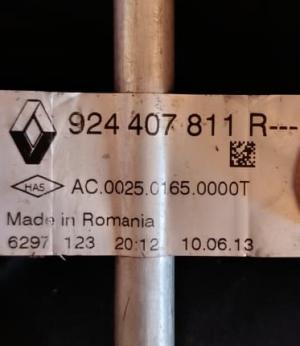 924 407 811 R---
HAS AC.0025.0165.0000T
Made in Romania
6297 123 20:12 10.06.13